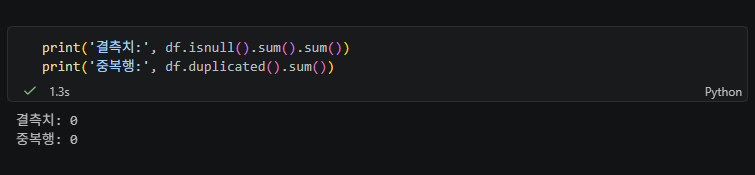 print('결측치:', df.isnull().sum().sum())
print('중복행:', df.duplicated().sum())
1.3s
Python
결측치: 0
중복행: 0